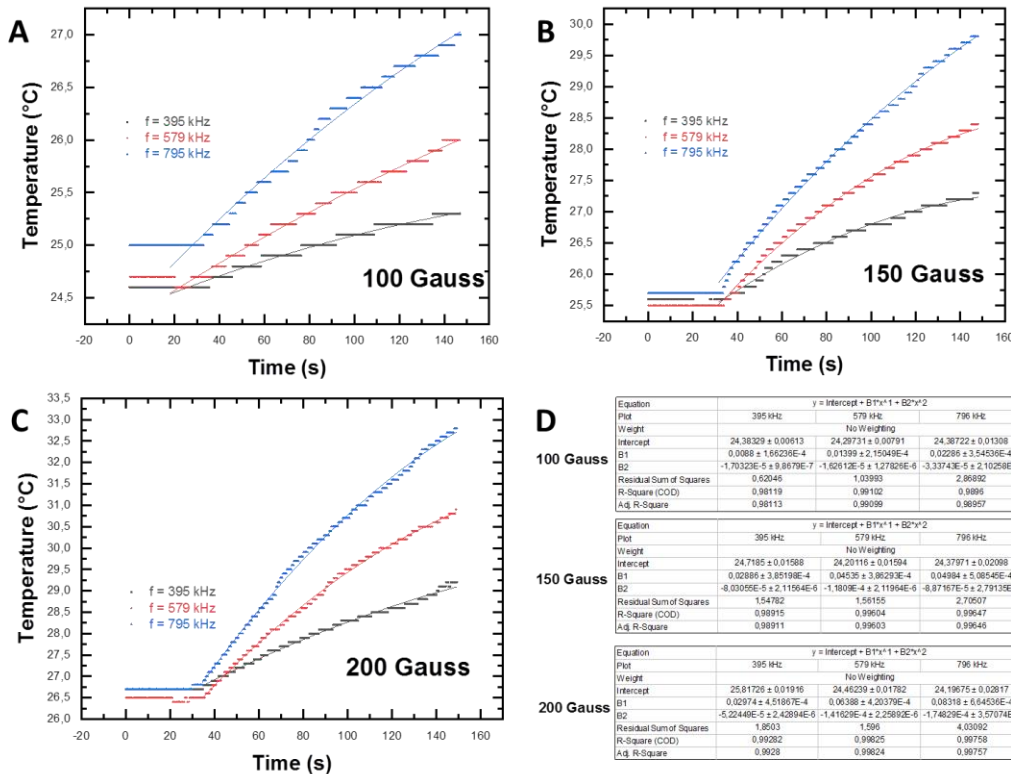 A
Temperature (°C)
27,0
26,5
26,0
25,5
25,0
24,5
f = 395 kHz
f = 579 kHz
f = 795 kHz
100 Gauss
-20 0 20 40 60 80 100 120 140 160
Time (s)
B
Temperature (°C)
30,0
29,5
29,0
28,5
28,0
27,5
27,0
26,5
26,0
25,5
f = 395 kHz
f = 579 kHz
f = 795 kHz
150 Gauss
-20 0 20 40 60 80 100 120 140 160
Time (s)
C
Temperature (°C)
33,5
33,0
32,5
32,0
31,5
31,0
30,5
30,0
29,5
29,0
28,5
28,0
27,5
27,0
26,5
26,0
f = 395 kHz
f = 579 kHz
f = 795 kHz
200 Gauss
-20 0 20 40 60 80 100 120 140 160
Time (s)
D
100 Gauss
Equation y = Intercept + B1*x^1 + B2*x^2
Plot 395 kHz 579 kHz 796 kHz
Weight No Weighting
Intercept 24,38329 ± 0,00613 24,29731 ± 0,00791 24,38722 ± 0,01308
B1 0,0088 ± 1,66236E-4 0,01399 ± 2,15049E-4 0,02286 ± 3,54536E-4
B2 -1,70323E-5 ± 9,8679E-7 -1,62612E-5 ± 1,27826E-6 -3,33743E-5 ± 2,10258E
Residual Sum of Squares 0,62046 1,03993 2,86892
R-Square (COD) 0,98119 0,99102 0,9896
Adj. R-Square 0,98113 0,99099 0,98957
150 Gauss
Equation y = Intercept + B1*x^1 + B2*x^2
Plot 395 kHz 579 kHz 796 kHz
Weight No Weighting
Intercept 24,7185 ± 0,01588 24,20116 ± 0,01594 24,37971 ± 0,02098
B1 0,02886 ± 3,85198E-4 0,04535 ± 3,86293E-4 0,04984 ± 5,08545E-4
B2 -8,03055E-5 ± 2,11564E-6 -1,1809E-4 ± 2,11964E-6 -8,87167E-5 ± 2,79135E
Residual Sum of Squares 1,54782 1,56155 2,70507
R-Square (COD) 0,98915 0,99604 0,99647
Adj. R-Square 0,98911 0,99603 0,99646
200 Gauss
Equation y = Intercept + B1*x^1 + B2*x^2
Plot 395 kHz 579 kHz 796 kHz
Weight No Weighting
Intercept 25,81726 ± 0,01916 24,46239 ± 0,01782 24,19675 ± 0,02817
B1 0,02974 ± 4,51867E-4 0,06388 ± 4,20379E-4 0,08318 ± 6,64536E-4
B2 -5,22449E-5 ± 2,42894E-6 -1,41629E-4 ± 2,25892E-6 -1,74829E-4 ± 3,57074E
Residual Sum of Squares 1,8503 1,596 4,03092
R-Square (COD) 0,99282 0,99825 0,99758
Adj. R-Square 0,9928 0,99824 0,99757